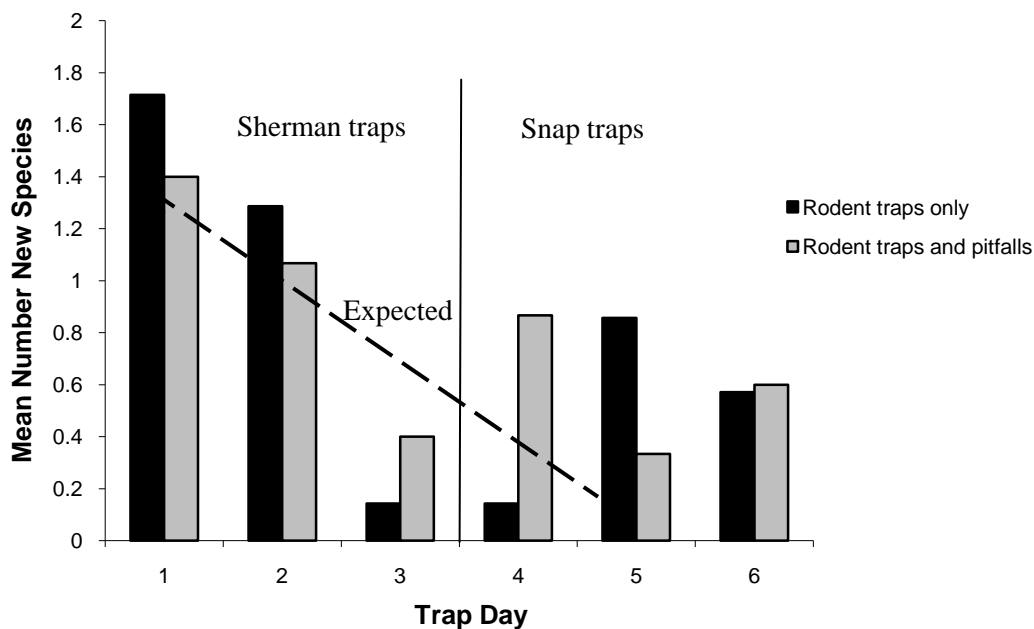 Mean Number New Species
2
1.8
1.6
1.4
1.2
1
0.8
0.6
0.4
0.2
0
Sherman traps
Snap traps
Expected
Rodent traps only
Rodent traps and pitfalls
1 2 3 4 5 6
Trap Day